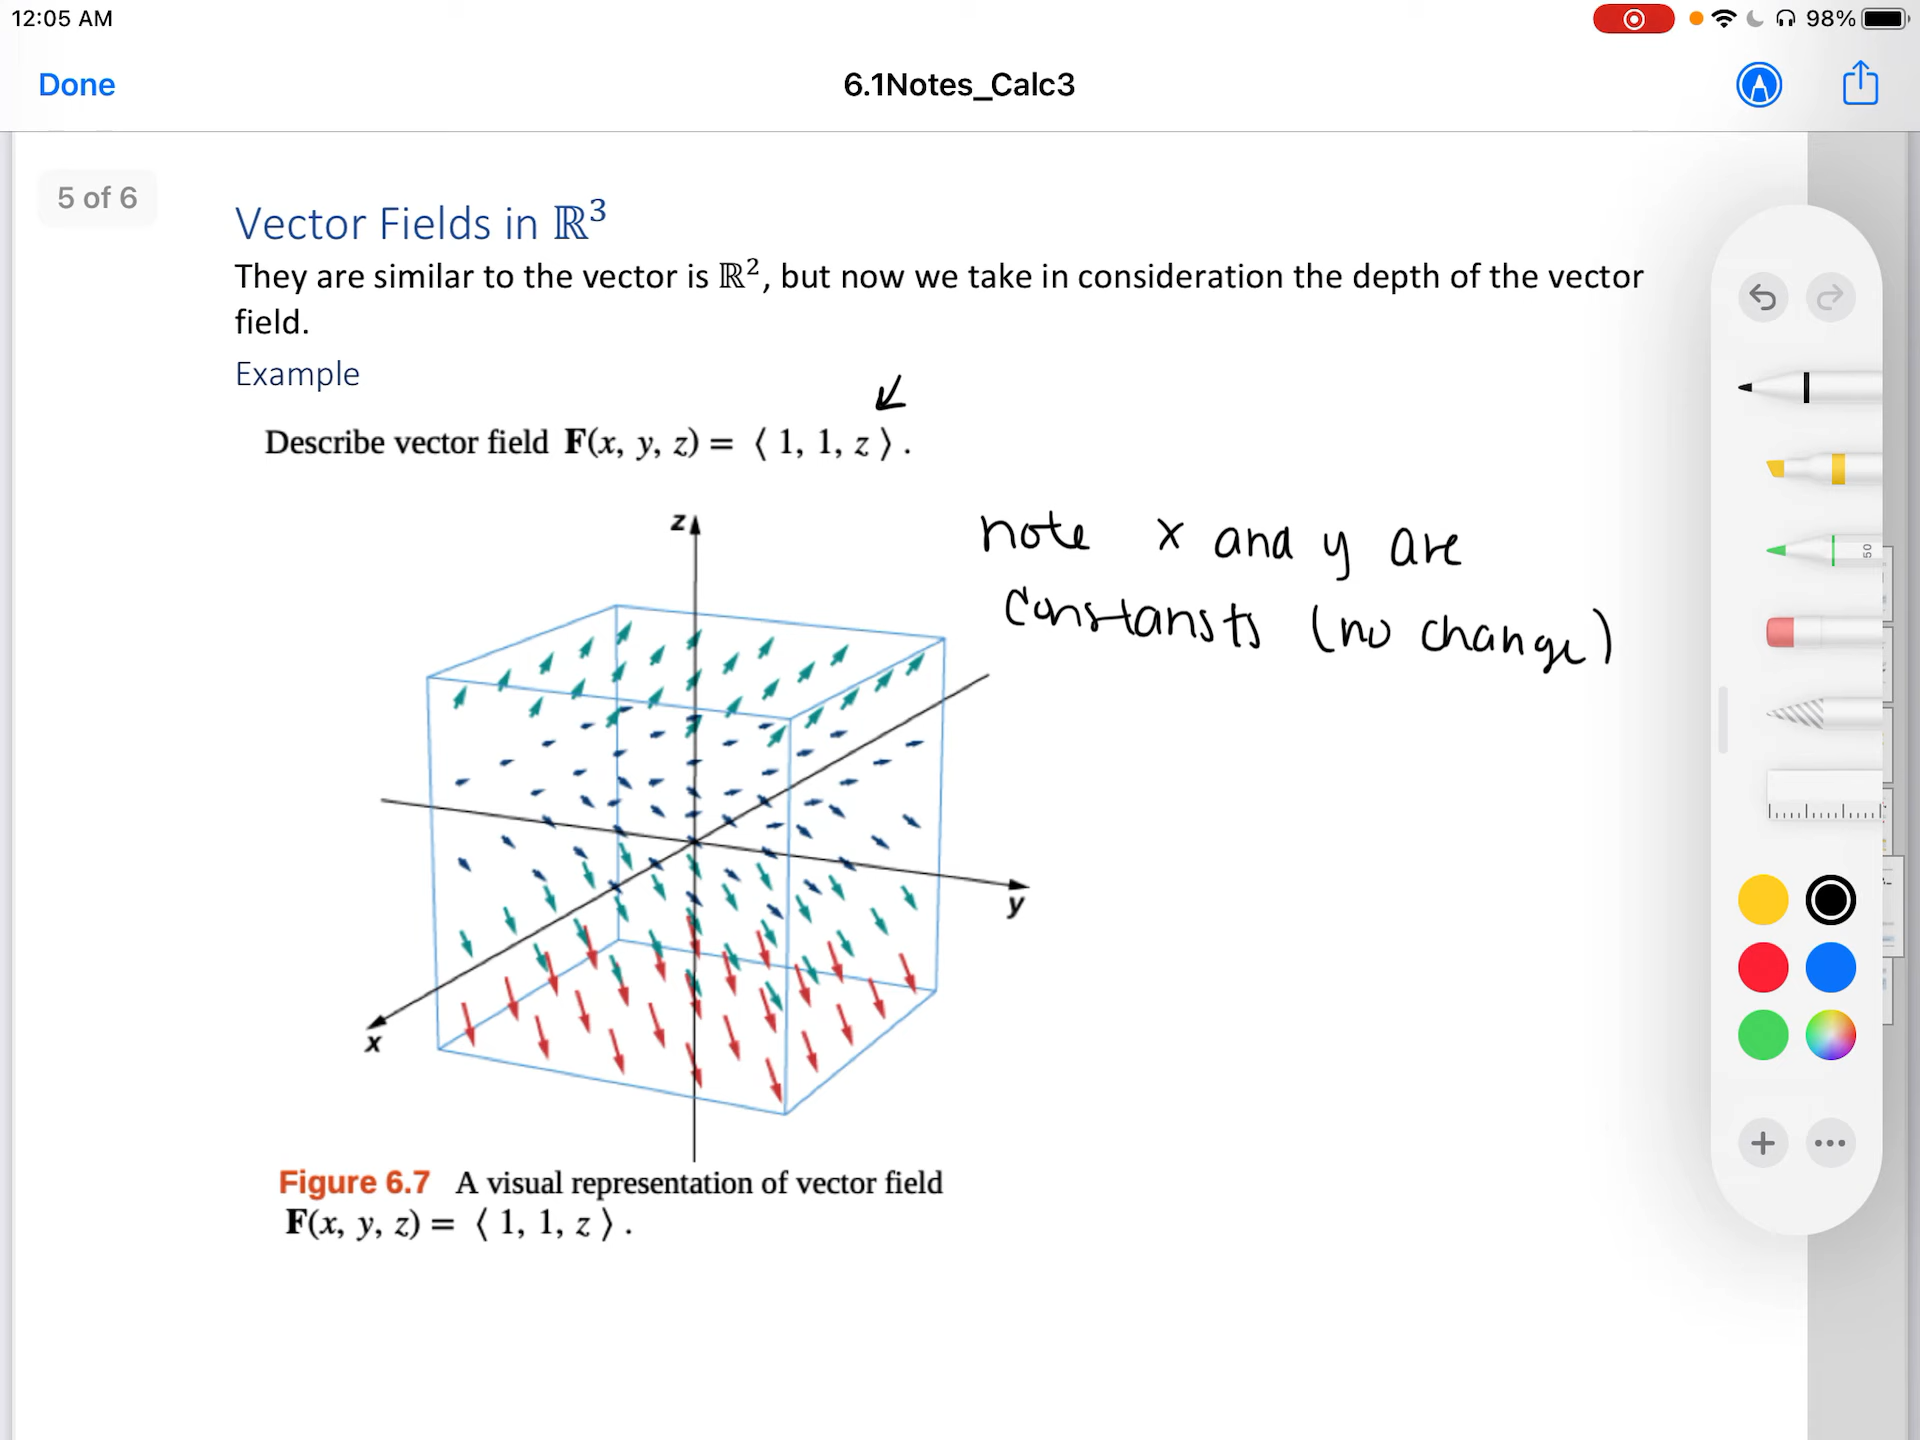 12:05 AM
98%
Done
6.1Notes_Calc3
5 of 6
Vector Fields in ℝ³
They are similar to the vector is ℝ², but now we take in consideration the depth of the vector
field.
Example
Describe vector field F(x, y, z) = ⟨ 1, 1, z ⟩ .
note x and y are
constansts (no change)
z
y
x
50
Figure 6.7 A visual representation of vector field
F(x, y, z) = ⟨ 1, 1, z ⟩ .